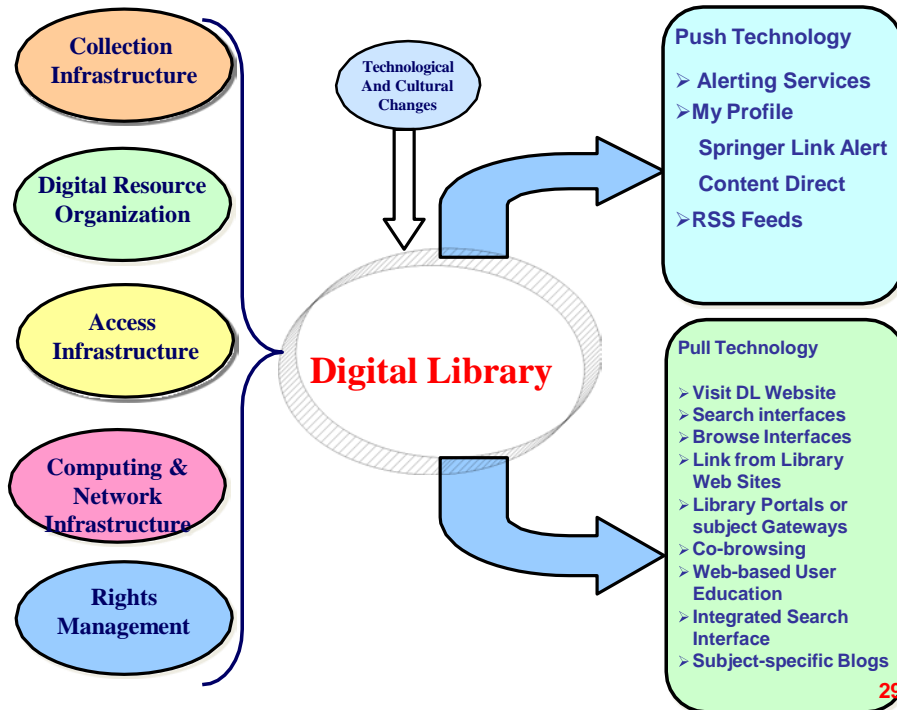 Collection
Infrastructure
Digital Resource
Organization
Access
Infrastructure
Computing &
Network
Infrastructure
Rights
Management
Technological
And Cultural
Changes
Digital Library
Push Technology
➢ Alerting Services
➢ My Profile
Springer Link Alert
Content Direct
➢ RSS Feeds
Pull Technology
➢ Visit DL Website
➢ Search interfaces
➢ Browse Interfaces
➢ Link from Library
Web Sites
➢ Library Portals or
subject Gateways
➢ Co-browsing
➢ Web-based User
Education
➢ Integrated Search
Interface
➢ Subject-specific Blogs
29